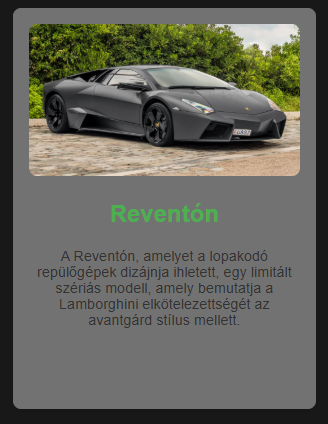 Reventón
A Reventón, amelyet a lopakodó
repülőgépek dizájnja ihletett, egy limitált
szériás modell, amely bemutatja a
Lamborghini elkötelezettségét az
avantgárd stílus mellett.